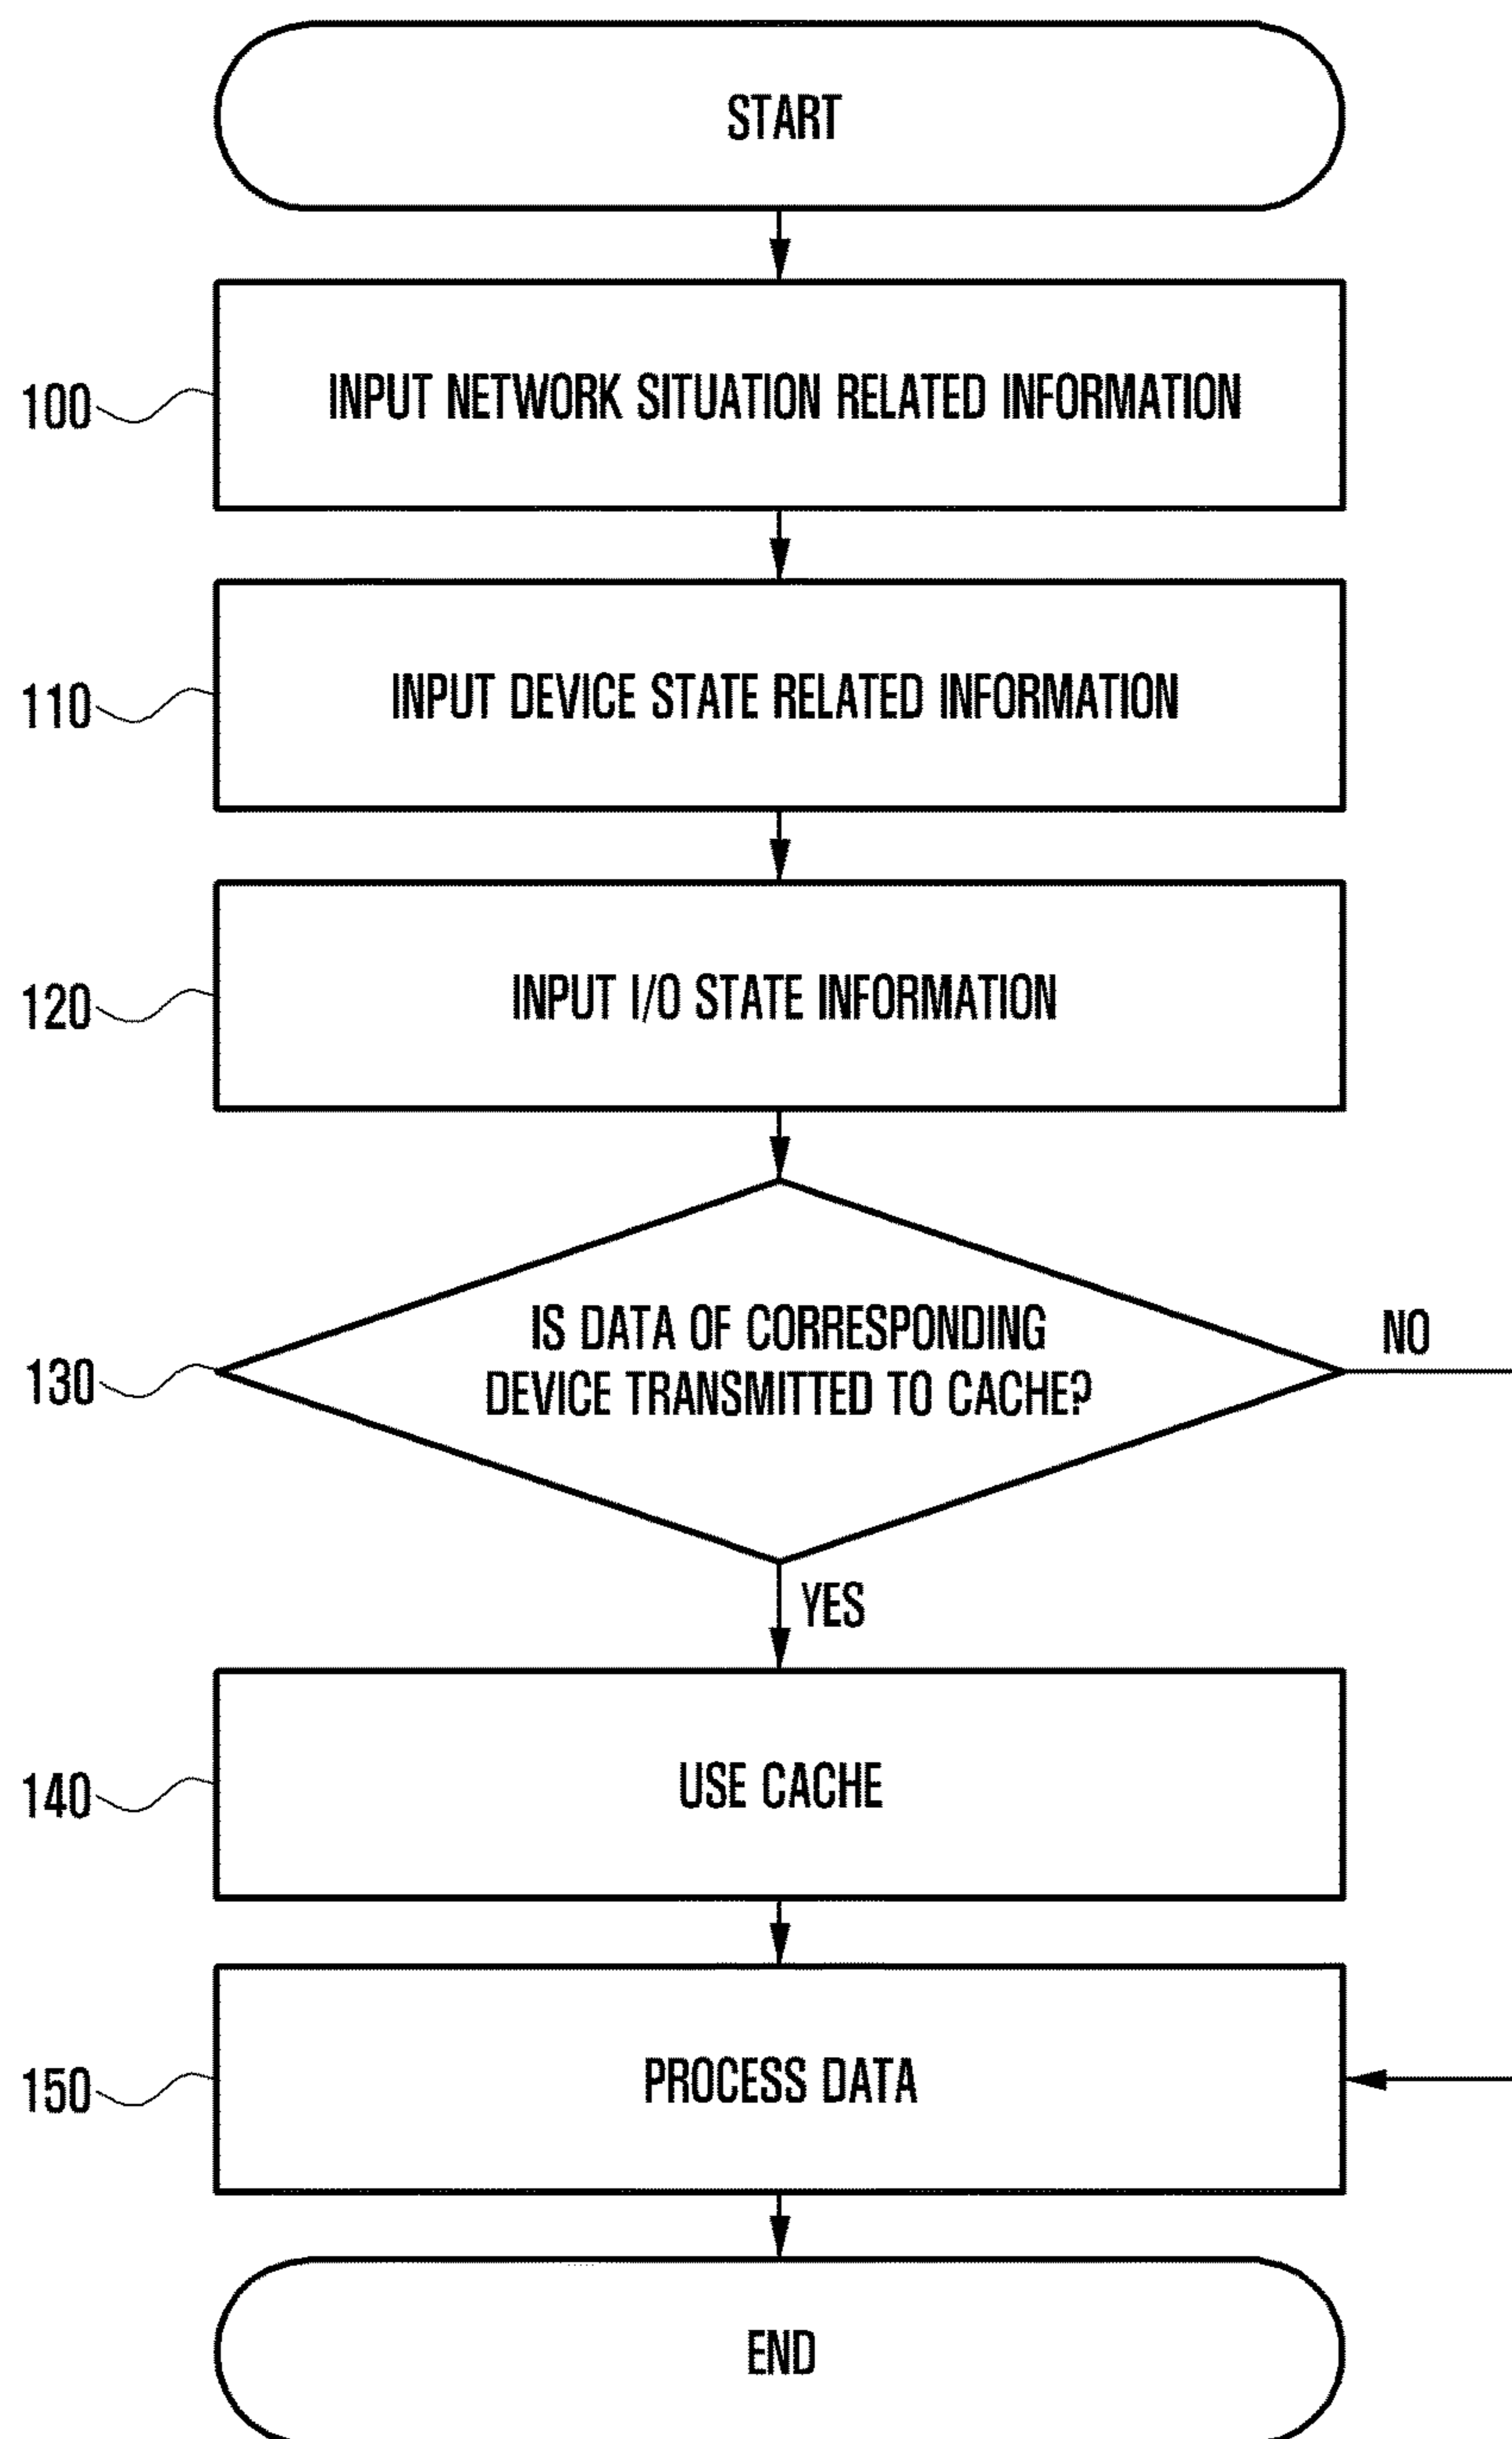 START
100
INPUT NETWORK SITUATION RELATED INFORMATION
110
INPUT DEVICE STATE RELATED INFORMATION
120
INPUT I/O STATE INFORMATION
130
IS DATA OF CORRESPONDING
DEVICE TRANSMITTED TO CACHE?
NO
YES
140
USE CACHE
150
PROCESS DATA
END